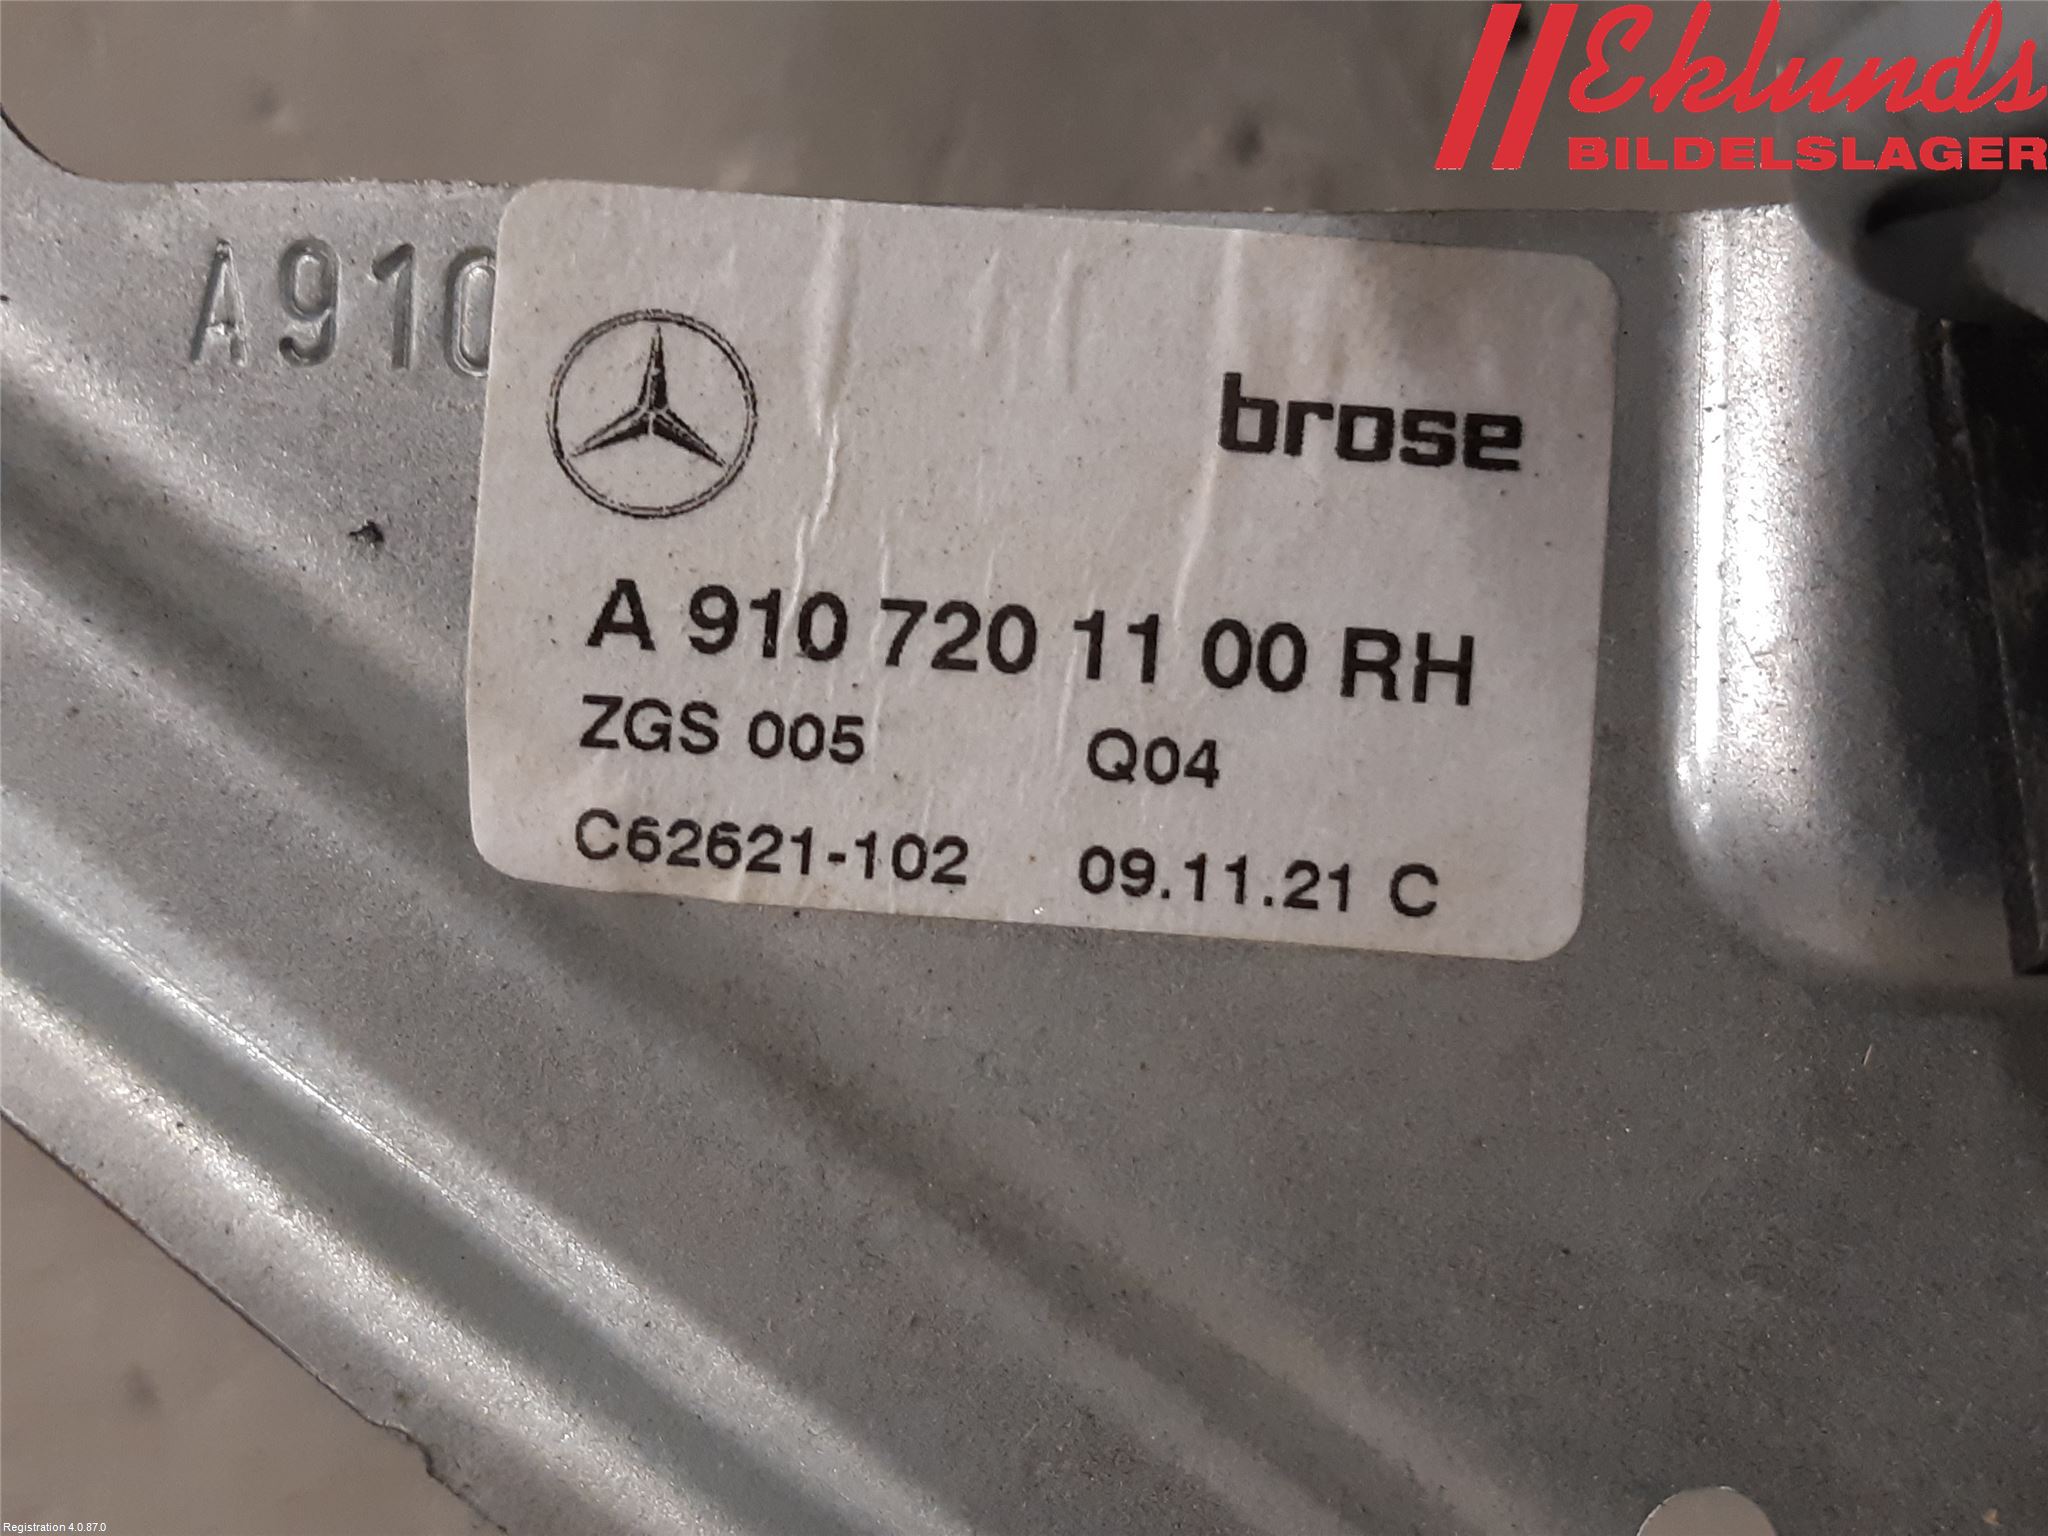 Eklunds
BILDELSLAGER
A910
brose
A 910 720 11 00 RH
ZGS 005 Q04
C62621-102 09.11.21 C
Registration 4.0.87.0